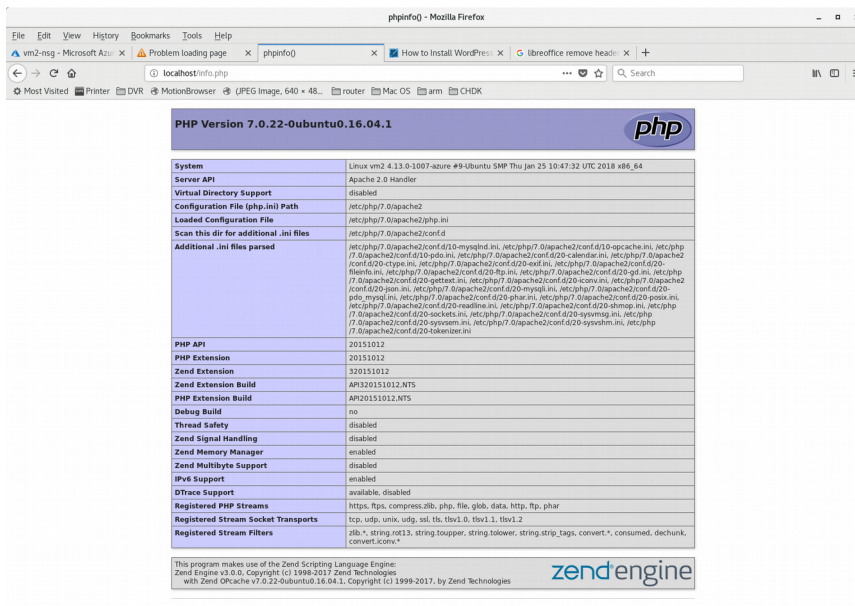 phpinfo() - Mozilla Firefox
File Edit View History Bookmarks Tools Help
vm2-nsg - Microsoft Azur × Problem loading page × phpinfo() × How to Install WordPress × libreoffice remove heade × +
localhost/info.php ••• Search
Most Visited Printer DVR MotionBrowser (JPEG Image, 640 × 48... router Mac OS arm CHDK
PHP Version 7.0.22-0ubuntu0.16.04.1 php
System Linux vm2 4.13.0-1007-azure #9-Ubuntu SMP Thu Jan 25 10:47:32 UTC 2018 x86_64
Server API Apache 2.0 Handler
Virtual Directory Support disabled
Configuration File (php.ini) Path /etc/php/7.0/apache2
Loaded Configuration File /etc/php/7.0/apache2/php.ini
Scan this dir for additional .ini files /etc/php/7.0/apache2/conf.d
Additional .ini files parsed /etc/php/7.0/apache2/conf.d/10-mysqlnd.ini, /etc/php/7.0/apache2/conf.d/10-opcache.ini, /etc/php
/7.0/apache2/conf.d/10-pdo.ini, /etc/php/7.0/apache2/conf.d/20-calendar.ini, /etc/php/7.0/apache2
/conf.d/20-ctype.ini, /etc/php/7.0/apache2/conf.d/20-exif.ini, /etc/php/7.0/apache2/conf.d/20-
fileinfo.ini, /etc/php/7.0/apache2/conf.d/20-ftp.ini, /etc/php/7.0/apache2/conf.d/20-gd.ini, /etc/php
/7.0/apache2/conf.d/20-gettext.ini, /etc/php/7.0/apache2/conf.d/20-iconv.ini, /etc/php/7.0/apache2
/conf.d/20-json.ini, /etc/php/7.0/apache2/conf.d/20-mysqli.ini, /etc/php/7.0/apache2/conf.d/20-
pdo_mysql.ini, /etc/php/7.0/apache2/conf.d/20-phar.ini, /etc/php/7.0/apache2/conf.d/20-posix.ini,
/etc/php/7.0/apache2/conf.d/20-readline.ini, /etc/php/7.0/apache2/conf.d/20-shmop.ini, /etc/php
/7.0/apache2/conf.d/20-sockets.ini, /etc/php/7.0/apache2/conf.d/20-sysvmsg.ini, /etc/php
/7.0/apache2/conf.d/20-sysvsem.ini, /etc/php/7.0/apache2/conf.d/20-sysvshm.ini, /etc/php
/7.0/apache2/conf.d/20-tokenizer.ini
PHP API 20151012
PHP Extension 20151012
Zend Extension 320151012
Zend Extension Build API320151012,NTS
PHP Extension Build API20151012,NTS
Debug Build no
Thread Safety disabled
Zend Signal Handling disabled
Zend Memory Manager enabled
Zend Multibyte Support disabled
IPv6 Support enabled
DTrace Support available, disabled
Registered PHP Streams https, ftps, compress.zlib, php, file, glob, data, http, ftp, phar
Registered Stream Socket Transports tcp, udp, unix, udg, ssl, tls, tlsv1.0, tlsv1.1, tlsv1.2
Registered Stream Filters zlib.*, string.rot13, string.toupper, string.tolower, string.strip_tags, convert.*, consumed, dechunk,
convert.iconv.*
This program makes use of the Zend Scripting Language Engine:
Zend Engine v3.0.0, Copyright (c) 1998-2017 Zend Technologies
with Zend OPcache v7.0.22-0ubuntu0.16.04.1, Copyright (c) 1999-2017, by Zend Technologies
zend engine